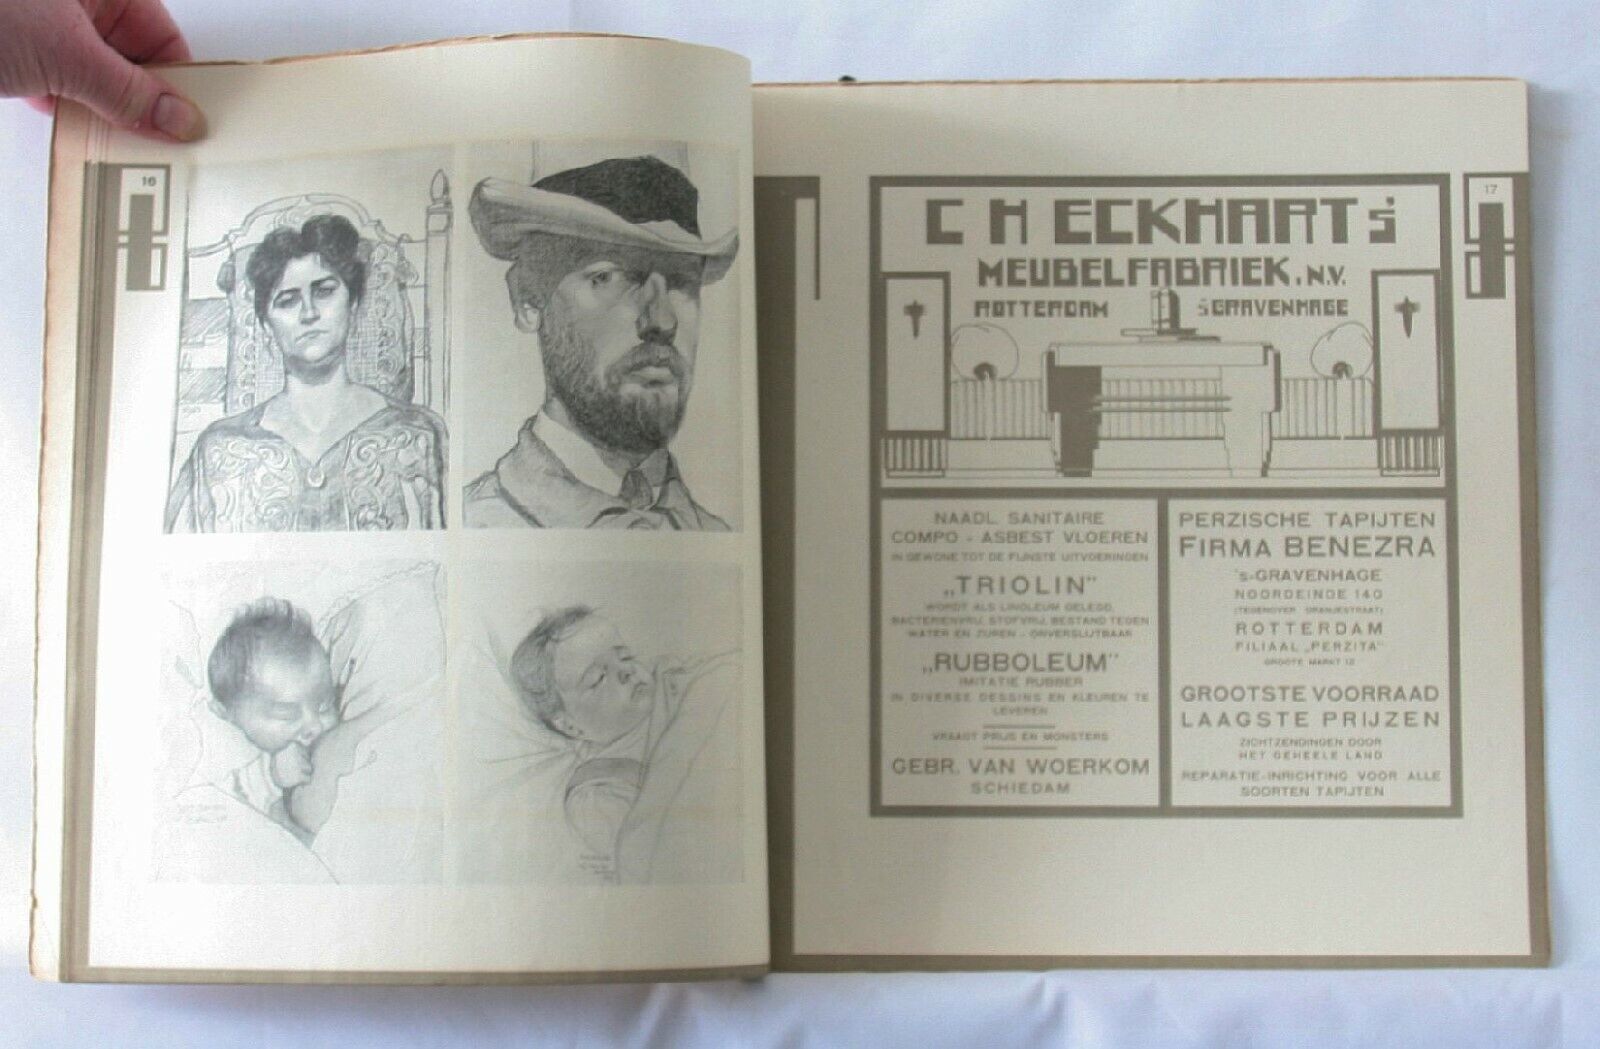 16
17
C H ECKHART s'
MEUBELFABRIEK. N.V.
ROTTERDAM 'sGRAVENHAGE
NAADL. SANITAIRE
COMPO - ASBEST VLOEREN
IN GEWONE TOT DE FIJNSTE UITVOERINGEN
„TRIOLIN"
WORDT ALS LINOLEUM GELEGD,
BACTERIENVRIJ, STOFVRIJ, BESTAND TEGEN
WATER EN ZUREN - ONVERSLIJTBAAR
„RUBBOLEUM"
IMITATIE RUBBER
IN DIVERSE DESSINS EN KLEUREN TE
LEVEREN
VRAAGT PRIJS EN MONSTERS
GEBR. VAN WOERKOM
SCHIEDAM
PERZISCHE TAPIJTEN
FIRMA BENEZRA
's-GRAVENHAGE
NOORDEINDE 140
(TEGENOVER ORANJESTRAAT)
ROTTERDAM
FILIAAL „PERZITA"
GROOTE MARKT 12
GROOTSTE VOORRAAD
LAAGSTE PRIJZEN
ZICHTZENDINGEN DOOR
HET GEHEELE LAND
REPARATIE-INRICHTING VOOR ALLE
SOORTEN TAPIJTEN